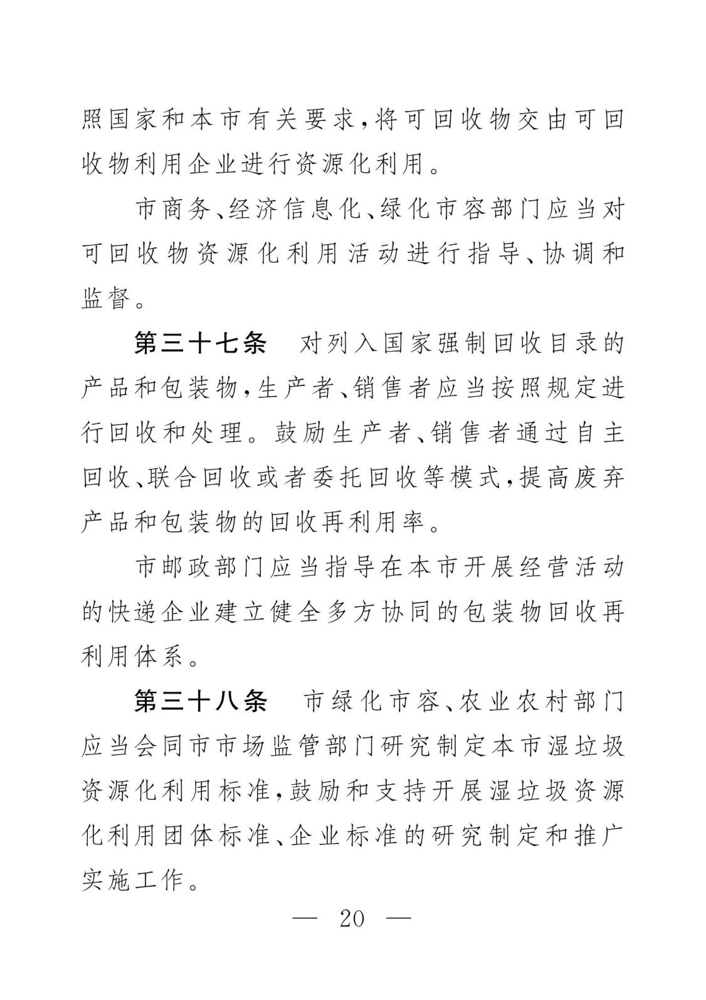 照国家和本市有关要求,将可回收物交由可回
收物利用企业进行资源化利用。
市商务、经济信息化、绿化市容部门应当对
可回收物资源化利用活动进行指导、协调和
监督。
第三十七条　对列入国家强制回收目录的
产品和包装物,生产者、销售者应当按照规定进
行回收和处理。鼓励生产者、销售者通过自主
回收、联合回收或者委托回收等模式,提高废弃
产品和包装物的回收再利用率。
市邮政部门应当指导在本市开展经营活动
的快递企业建立健全多方协同的包装物回收再
利用体系。
第三十八条　市绿化市容、农业农村部门
应当会同市市场监管部门研究制定本市湿垃圾
资源化利用标准,鼓励和支持开展湿垃圾资源
化利用团体标准、企业标准的研究制定和推广
实施工作。
— 20 —